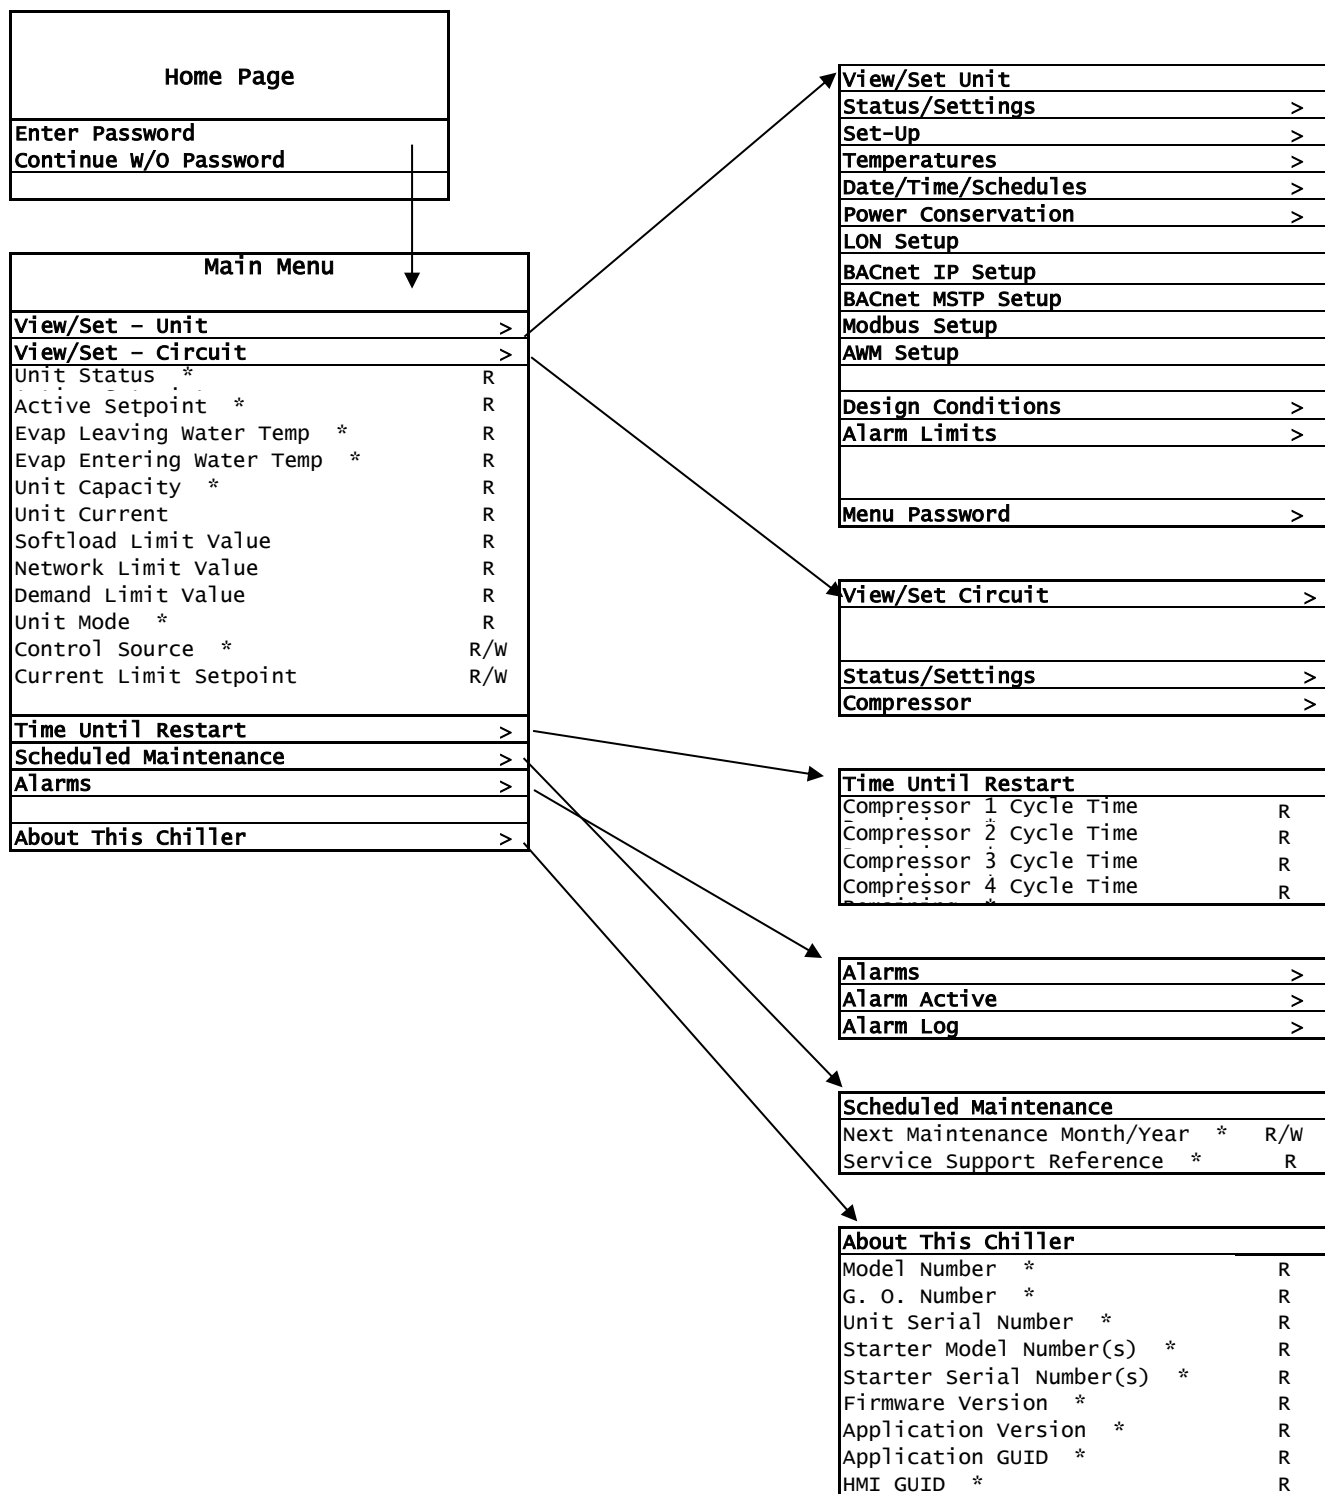 Home Page
Enter Password
Continue W/O Password
Main Menu
View/Set - Unit >
View/Set - Circuit >
Unit Status * R
Active Setpoint * R
Evap Leaving Water Temp * R
Evap Entering Water Temp * R
Unit Capacity * R
Unit Current R
Softload Limit Value R
Network Limit Value R
Demand Limit Value R
Unit Mode * R
Control Source * R/W
Current Limit Setpoint R/W
Time Until Restart >
Scheduled Maintenance >
Alarms >
About This Chiller >
View/Set Unit
Status/Settings >
Set-Up >
Temperatures >
Date/Time/Schedules >
Power Conservation >
LON Setup
BACnet IP Setup
BACnet MSTP Setup
Modbus Setup
AWM Setup
Design Conditions >
Alarm Limits >
Menu Password >
View/Set Circuit >
Status/Settings >
Compressor >
Time Until Restart
Compressor 1 Cycle Time R
Compressor 2 Cycle Time R
Compressor 3 Cycle Time R
Compressor 4 Cycle Time R
Alarms >
Alarm Active >
Alarm Log >
Scheduled Maintenance
Next Maintenance Month/Year * R/W
Service Support Reference * R
About This Chiller
Model Number * R
G. O. Number * R
Unit Serial Number * R
Starter Model Number(s) * R
Starter Serial Number(s) * R
Firmware Version * R
Application Version * R
Application GUID * R
HMI GUID * R